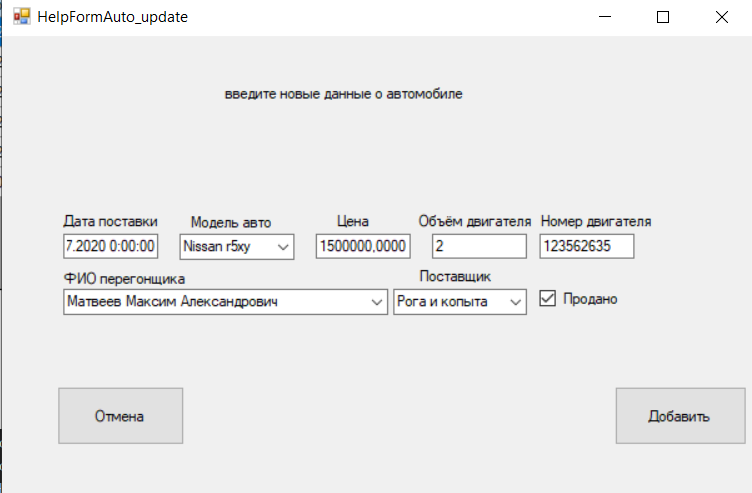 HelpFormAuto_update
введите новые данные о автомобиле
Дата поставки Модель авто Цена Объём двигателя Номер двигателя
7.2020 0:00:00 Nissan r5xy 1500000,0000 2 123562635
ФИО перегонщика Поставщик
Матвеев Максим Александрович Рога и копыта Продано
Отмена Добавить